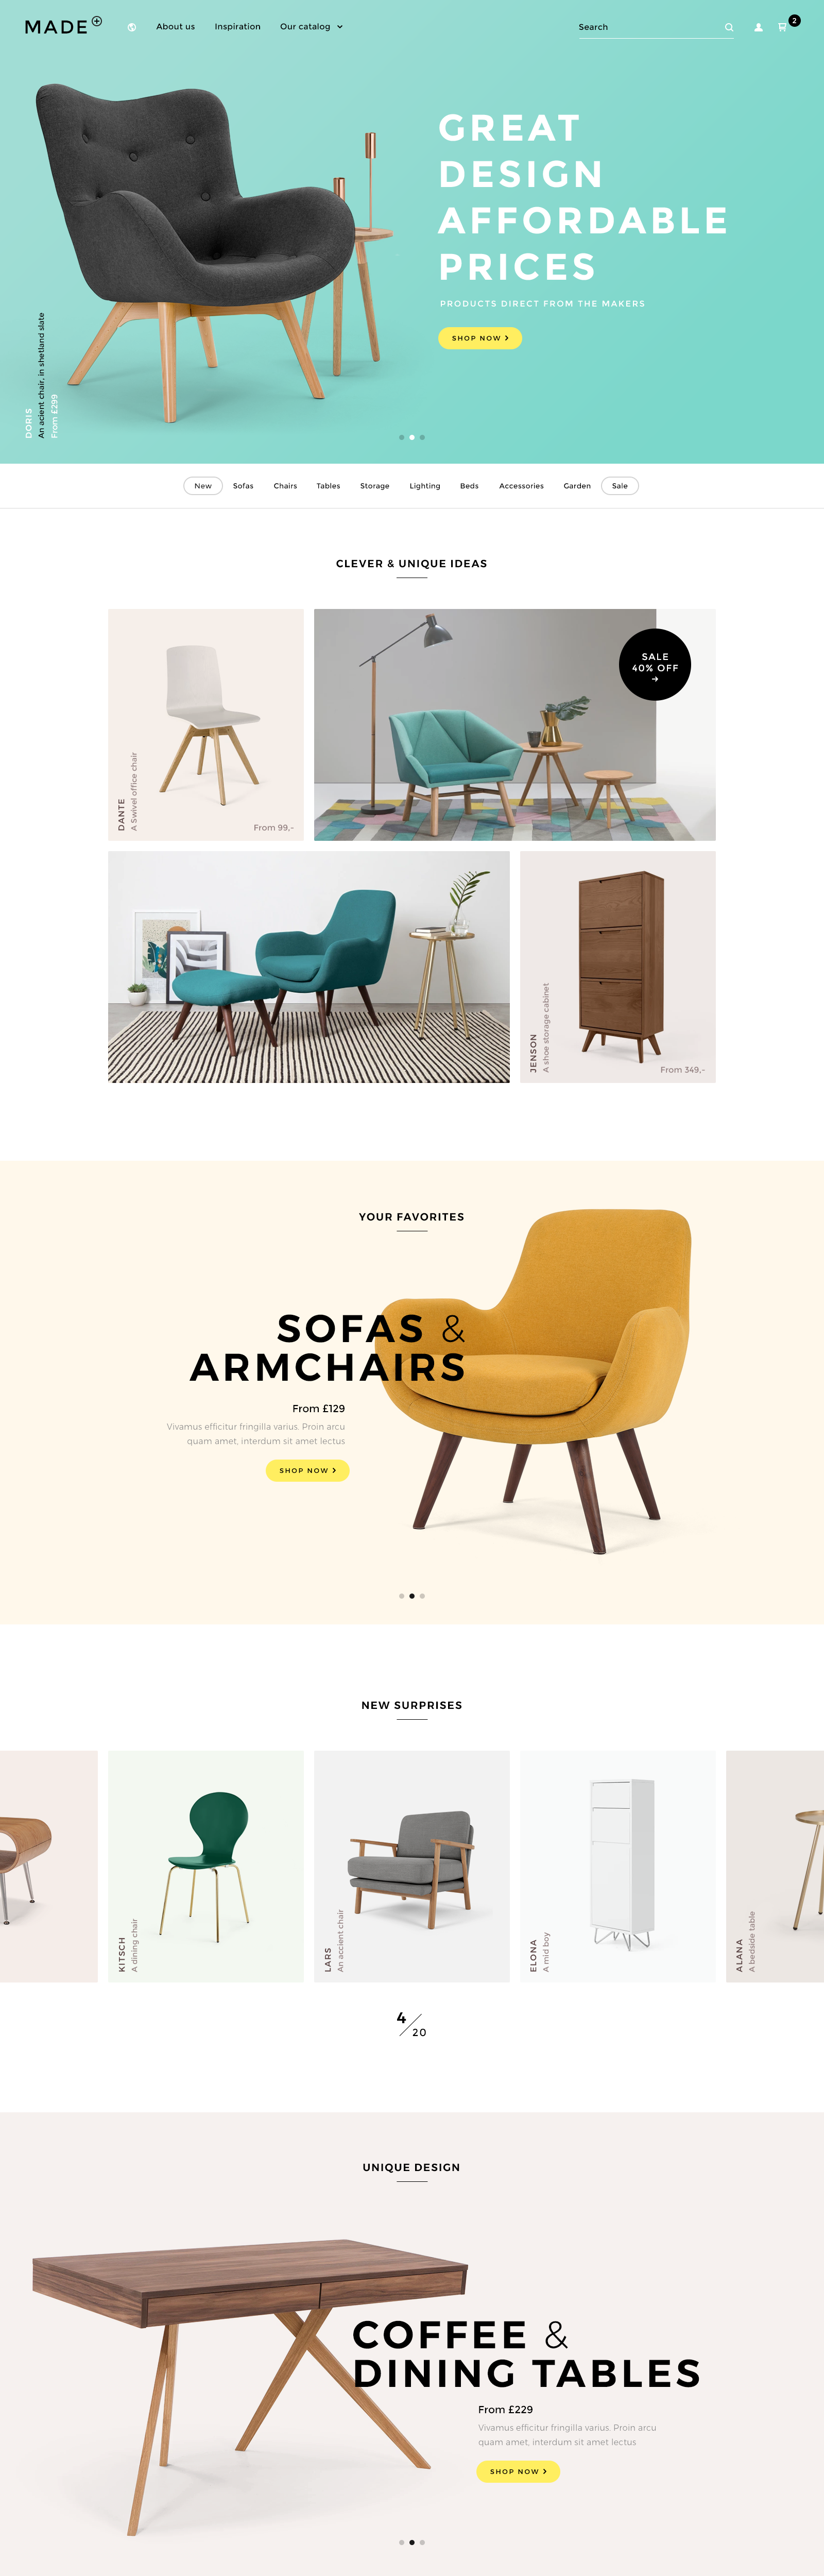 MADE
About us
Inspiration
Our catalog
Search
2
GREAT
DESIGN
AFFORDABLE
PRICES
PRODUCTS DIRECT FROM THE MAKERS
SHOP NOW
DORIS
An acient chair, in shetland slate
From £299
New
Sofas
Chairs
Tables
Storage
Lighting
Beds
Accessories
Garden
Sale
CLEVER & UNIQUE IDEAS
DANTE
A Swivel office chair
From 99,-
SALE
40% OFF
JENSON
A shoe storage cabinet
From 349,-
YOUR FAVORITES
SOFAS &
ARMCHAIRS
From £129
Vivamus efficitur fringilla varius. Proin arcu
quam amet, interdum sit amet lectus
SHOP NOW
NEW SURPRISES
KITSCH
A dining chair
LARS
An accient chair
ELONA
A mid boy
ALANA
A bedside table
4
20
UNIQUE DESIGN
COFFEE &
DINING TABLES
From £229
Vivamus efficitur fringilla varius. Proin arcu
quam amet, interdum sit amet lectus
SHOP NOW